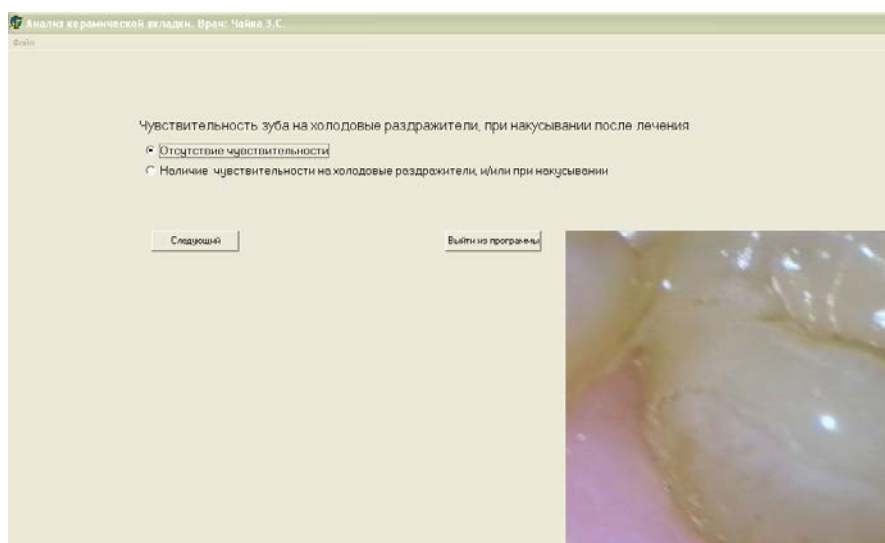 Анализ керамической вкладки. Врач: Чайка З.С.
Файл
Чувствительность зуба на холодовые раздражители, при накусывании после лечения
Отсутствие чувствительности
Наличие чувствительности на холодовые раздражители, и/или при накусывании
Следующий
Выйти из программы